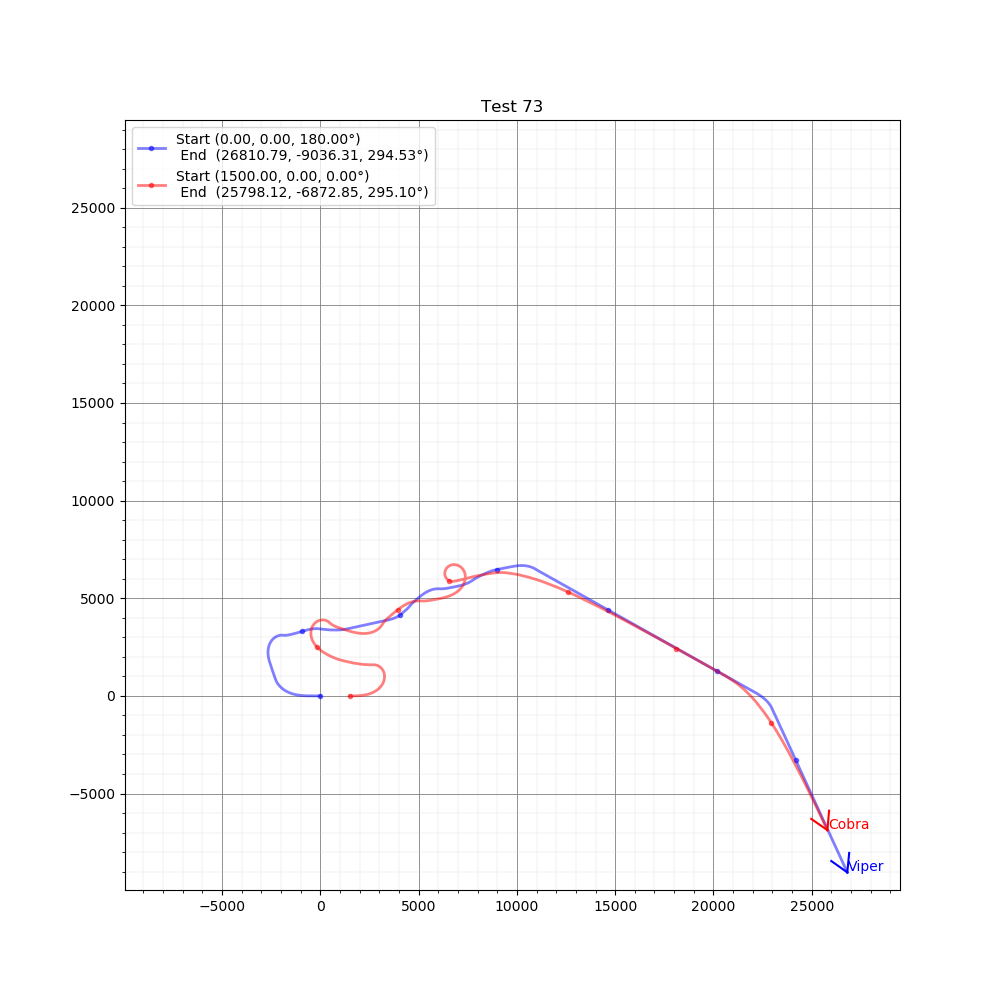 Test 73
Start (0.00, 0.00, 180.00°)
End  (26810.79, -9036.31, 294.53°)
Start (1500.00, 0.00, 0.00°)
End  (25798.12, -6872.85, 295.10°)
25000
20000
15000
10000
5000
0
−5000
Cobra
Viper
−5000 0 5000 10000 15000 20000 25000